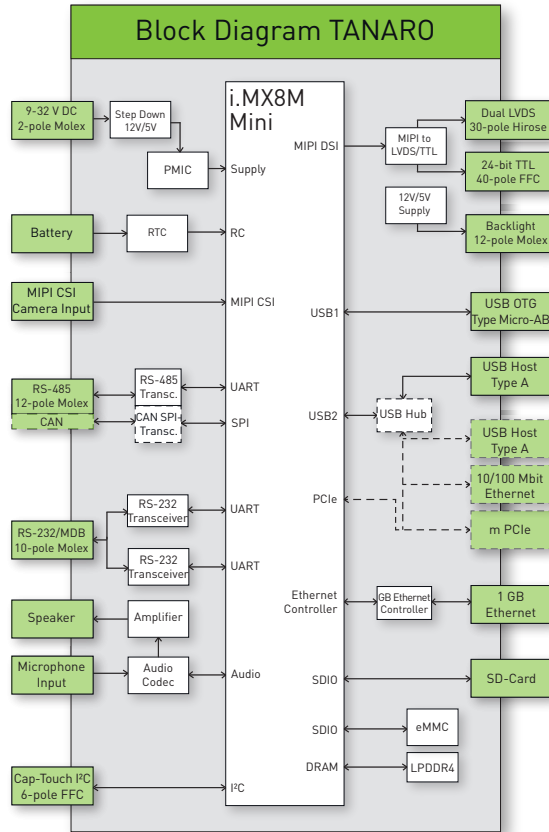 Block Diagram TANARO
9-32 V DC
2-pole Molex
Step Down
12V/5V
PMIC
Supply
Battery
RTC
RC
MIPI CSI
Camera Input
MIPI CSI
RS-485
12-pole Molex
CAN
RS-485
Transc.
CAN SPI-
Transc.
UART
SPI
RS-232/MDB
10-pole Molex
RS-232
Transceiver
RS-232
Transceiver
UART
UART
Speaker
Amplifier
Microphone
Input
Audio
Codec
Audio
Cap-Touch I²C
6-pole FFC
I²C
i.MX8M
Mini
MIPI DSI
MIPI to
LVDS/TTL
Dual LVDS
30-pole Hirose
24-bit TTL
40-pole FFC
12V/5V
Supply
Backlight
12-pole Molex
USB1
USB OTG
Type Micro-AB
USB2
USB Hub
USB Host
Type A
USB Host
Type A
10/100 Mbit
Ethernet
PCIe
m PCIe
Ethernet
Controller
GB Ethernet
Controller
1 GB
Ethernet
SDIO
SD-Card
SDIO
eMMC
DRAM
LPDDR4